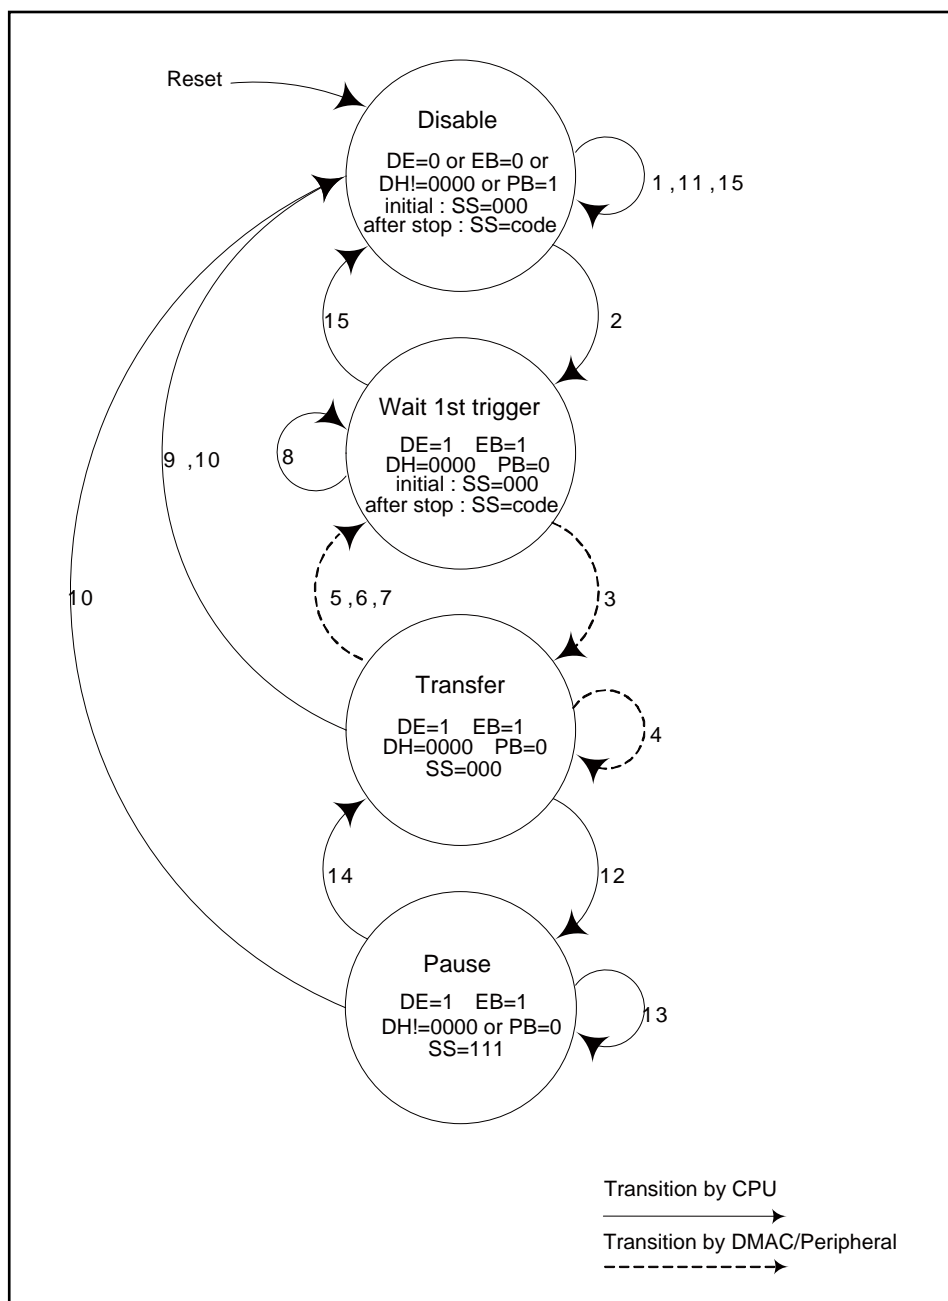 Reset
Disable
DE=0 or EB=0 or
DH!=0000 or PB=1
initial : SS=000
after stop : SS=code
1 ,11 ,15
15
2
Wait 1st trigger
DE=1 EB=1
DH=0000 PB=0
initial : SS=000
after stop : SS=code
8
9 ,10
10
5 ,6 ,7
3
Transfer
DE=1 EB=1
DH=0000 PB=0
SS=000
4
14
12
Pause
DE=1 EB=1
DH!=0000 or PB=0
SS=111
13
Transition by CPU
Transition by DMAC/Peripheral